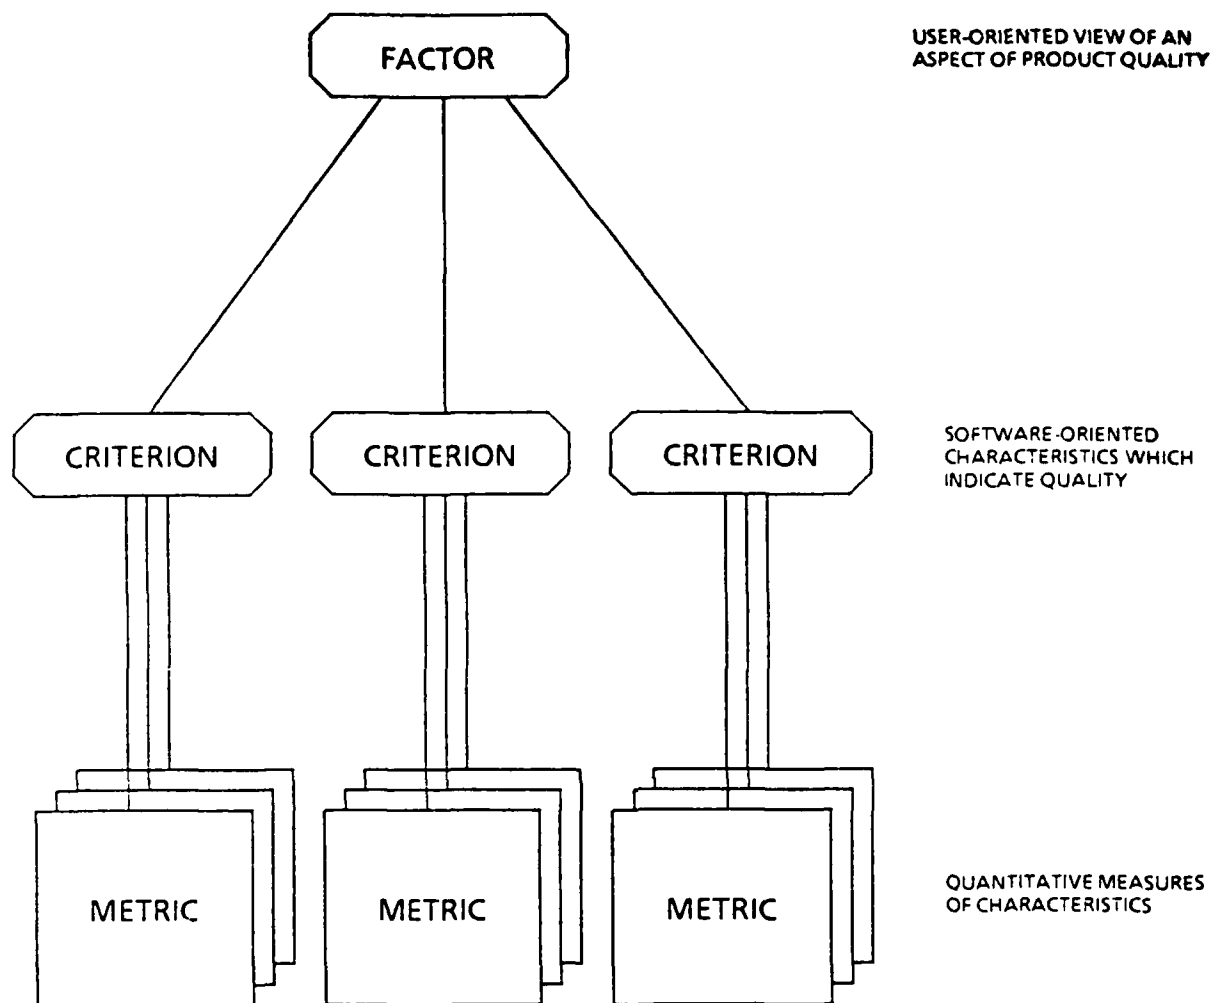 FACTOR
USER-ORIENTED VIEW OF AN
ASPECT OF PRODUCT QUALITY
CRITERION
CRITERION
CRITERION
SOFTWARE-ORIENTED
CHARACTERISTICS WHICH
INDICATE QUALITY
METRIC
METRIC
METRIC
QUANTITATIVE MEASURES
OF CHARACTERISTICS